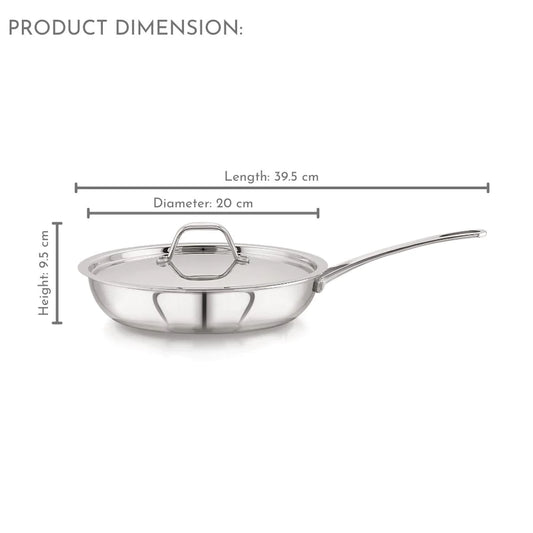 PRODUCT DIMENSION:
Length: 39.5 cm
Diameter: 20 cm
Height: 9.5 cm